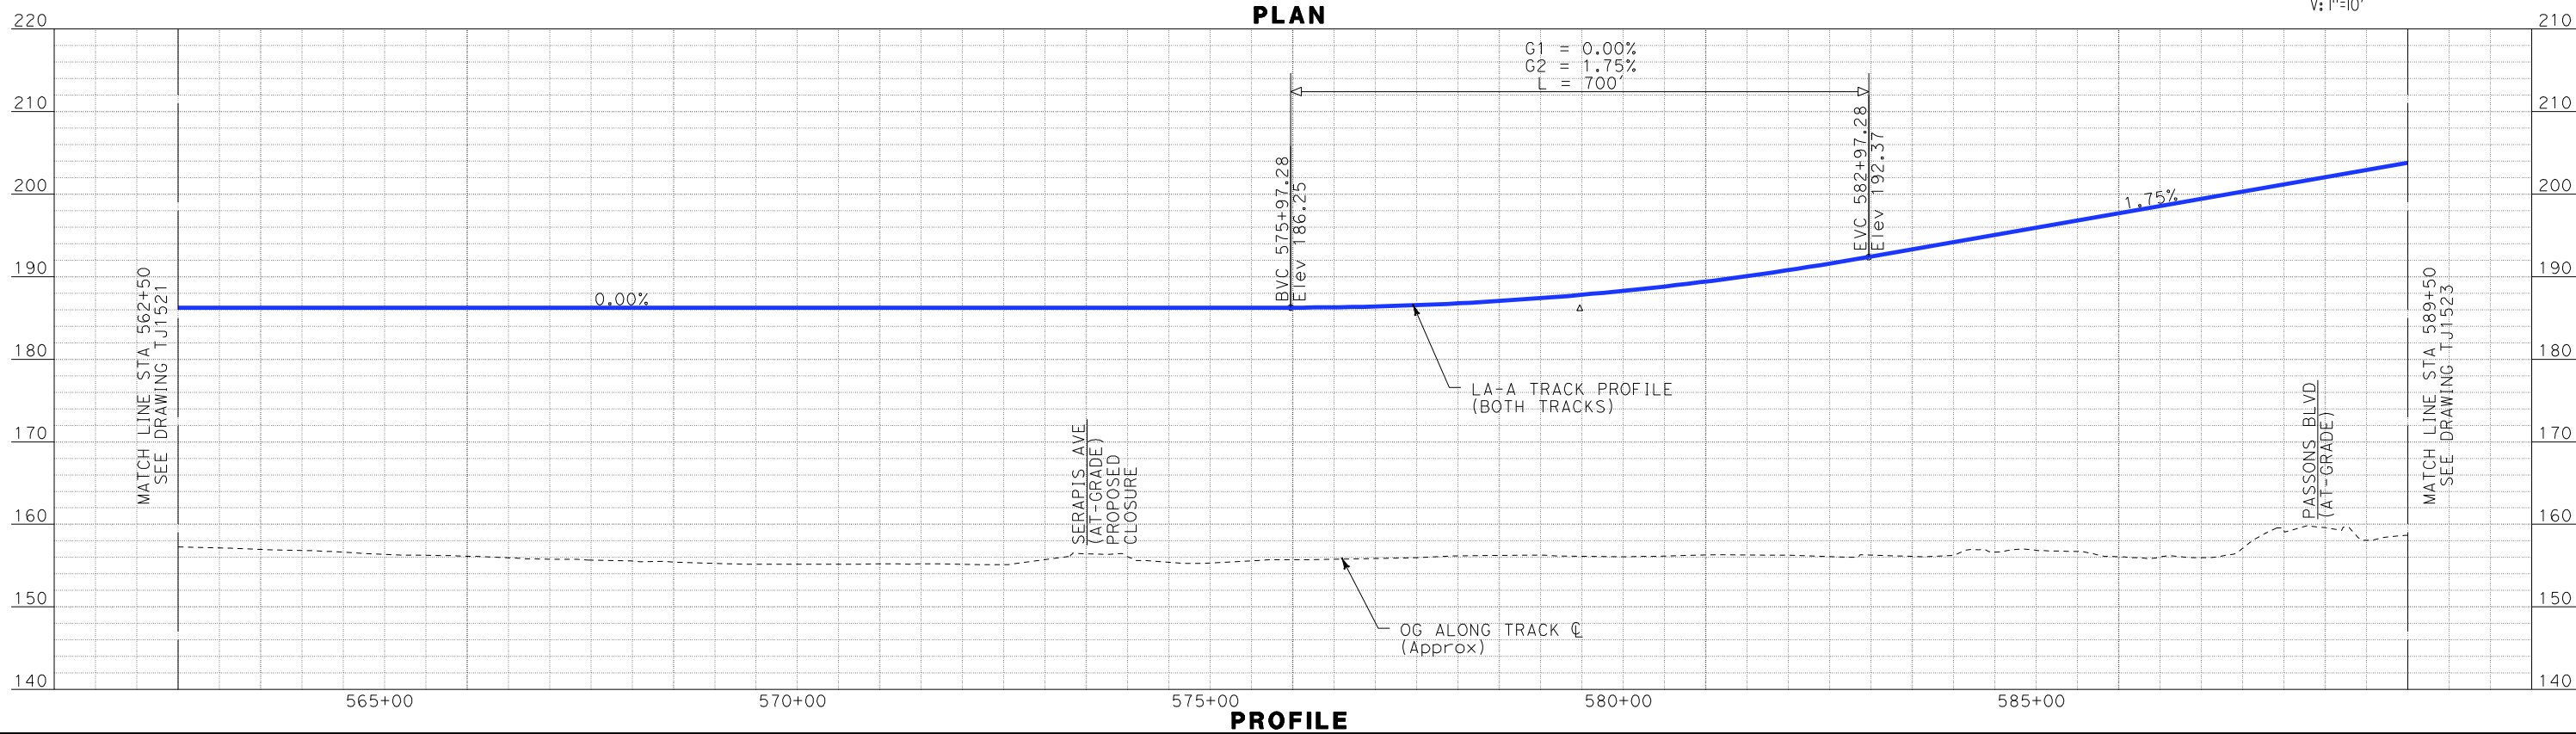 PLAN
V: 1"=10'
220
210
200
190
180
170
160
150
140
210
210
200
190
180
170
160
150
140
MATCH LINE STA 562+50
SEE DRAWING TJ1521
0.00%
G1 = 0.00%
G2 = 1.75%
L = 700'
BVC 575+97.28
Elev 186.25
EVC 582+97.28
Elev 192.37
1.75%
LA-A TRACK PROFILE
(BOTH TRACKS)
SERAPIS AVE
(AT-GRADE)
PROPOSED
CLOSURE
PASSONS BLVD
(AT-GRADE)
MATCH LINE STA 589+50
SEE DRAWING TJ1523
OG ALONG TRACK ℄
(Approx)
565+00
570+00
575+00
580+00
585+00
PROFILE